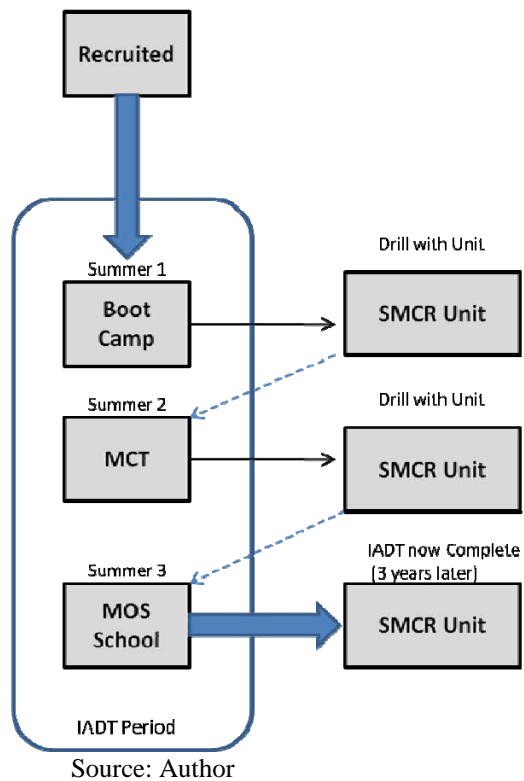 Recruited
Summer 1
Boot
Camp
Drill with Unit
SMCR Unit
Summer 2
MCT
Drill with Unit
SMCR Unit
Summer 3
MOS
School
IADT now Complete
(3 years later)
SMCR Unit
IADT Period
Source: Author